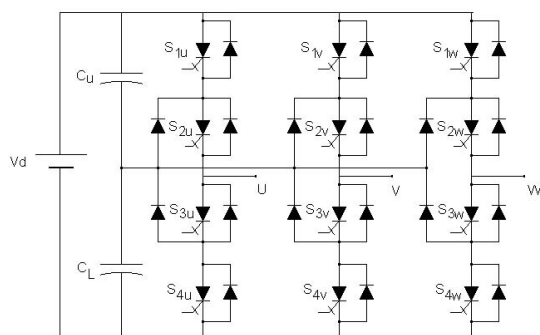 S1u S1v S1w
Cu
S2u S2v S2w
Vd
U V W
S3u S3v S3w
CL
S4u S4v S4w